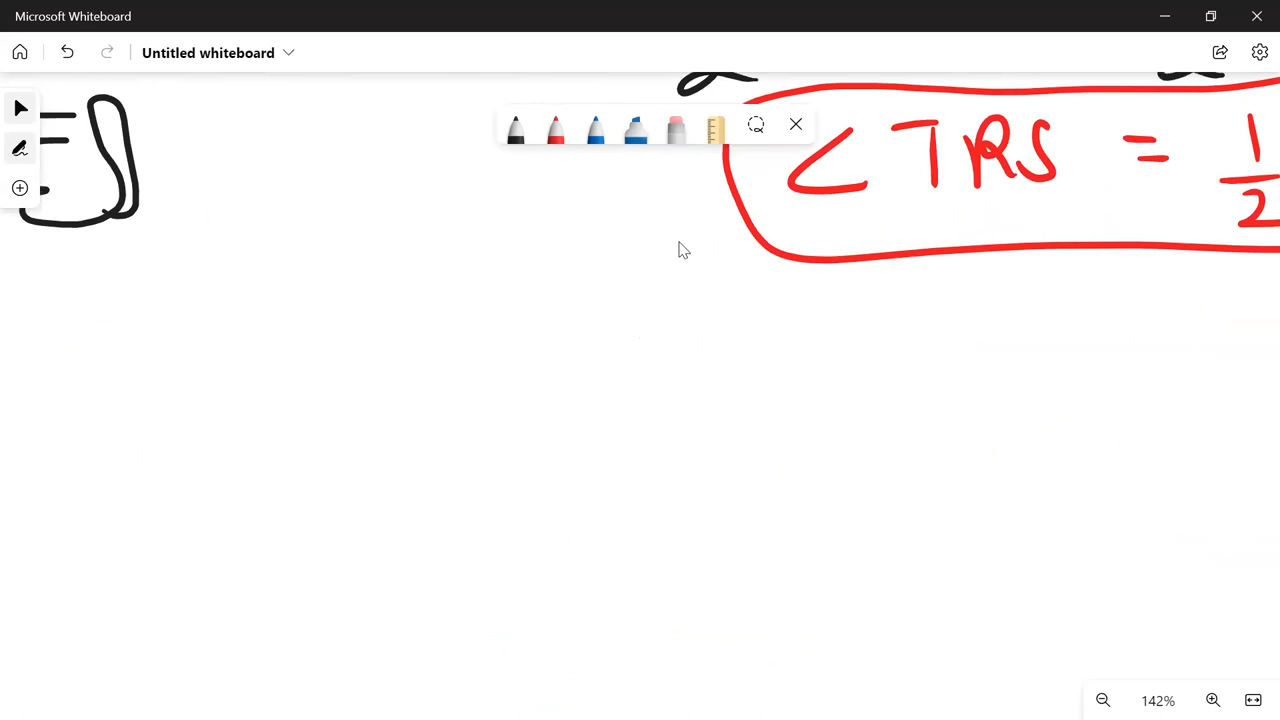 Microsoft Whiteboard
Untitled whiteboard
< TRS = 1/2
142%